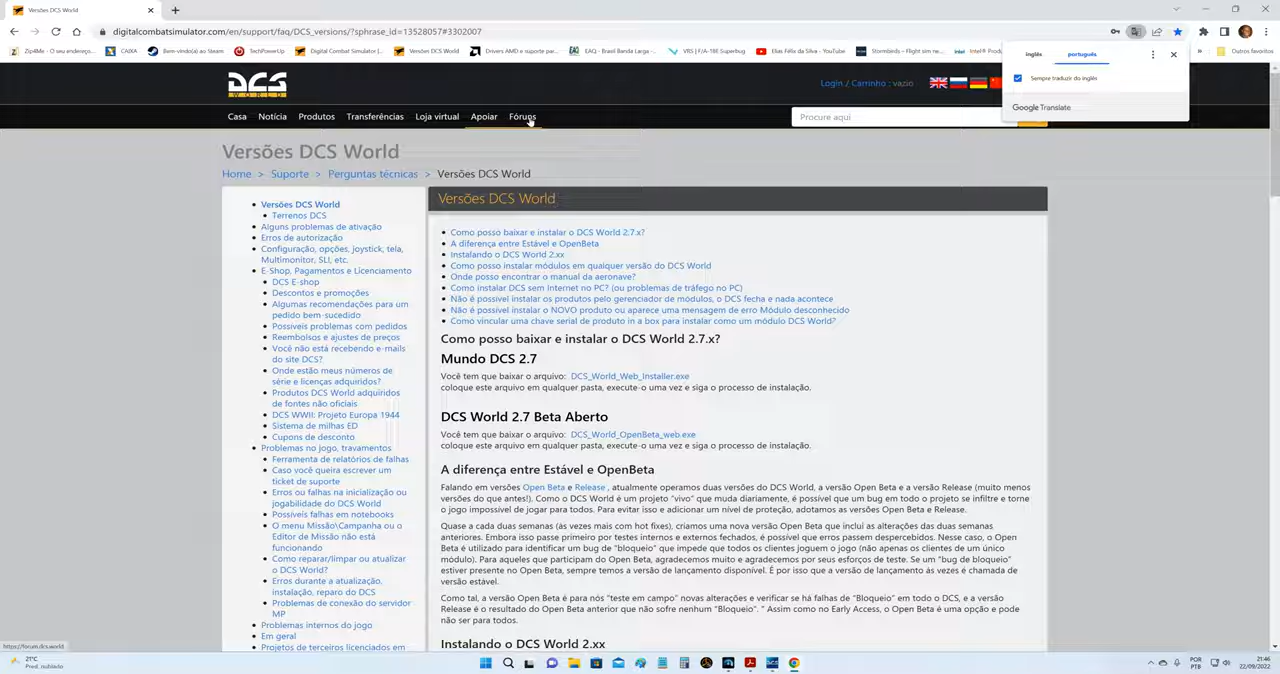 Versões DCS World
digitalcombatsimulator.com/en/support/faq/DCS_versions/?sphrase_id=13528057#3302007
Zip4Me - O seu endereço...
CAIXA
Bem-vindo(a) ao Steam
TechPowerUp
Digital Combat Simulator |...
Versões DCS World
Drivers AMD e suporte par...
EAQ - Brasil Banda Larga -...
VRS | F/A-18E Superbug
Elias Félix da Silva - YouTube
Stormbirds – Flight sim ne...
Intel® Produ
»
Outros favoritos
inglês
português
Sempre traduzir do inglês
Google Translate
DCS
WORLD
Login / Carrinho : vazio
Casa
Notícia
Produtos
Transferências
Loja virtual
Apoiar
Fóruns
Procure aqui
Versões DCS World
Home > Suporte > Perguntas técnicas > Versões DCS World
Versões DCS World
Terrenos DCS
Alguns problemas de ativação
Erros de autorização
Configuração, opções, joystick, tela,
Multimonitor, SLI, etc.
E-Shop, Pagamentos e Licenciamento
DCS E-shop
Descontos e promoções
Algumas recomendações para um
pedido bem-sucedido
Possíveis problemas com pedidos
Reembolsos e ajustes de preços
Você não está recebendo e-mails
do site DCS?
Onde estão meus números de
série e licenças adquiridos?
Produtos DCS World adquiridos
de fontes não oficiais
DCS WWII: Projeto Europa 1944
Sistema de milhas ED
Cupons de desconto
Problemas no jogo, travamentos
Ferramenta de relatórios de falhas
Caso você queira escrever um
ticket de suporte
Erros ou falhas na inicialização ou
jogabilidade do DCS World
Possíveis falhas em notebooks
O menu Missão\Campanha ou o
Editor de Missão não está
funcionando
Como reparar/limpar ou atualizar
o DCS World?
Erros durante a atualização,
instalação, reparo do DCS
Problemas de conexão do servidor
MP
Problemas internos do jogo
Em geral
Projetos de terceiros licenciados em
Versões DCS World
Como posso baixar e instalar o DCS World 2.7.x?
A diferença entre Estável e OpenBeta
Instalando o DCS World 2.xx
Como posso instalar módulos em qualquer versão do DCS World
Onde posso encontrar o manual da aeronave?
Como instalar DCS sem Internet no PC? (ou problemas de tráfego no PC)
Não é possível instalar os produtos pelo gerenciador de módulos, o DCS fecha e nada acontece
Não é possível instalar o NOVO produto ou aparece uma mensagem de erro Módulo desconhecido
Como vincular uma chave serial de produto in a box para instalar como um módulo DCS World?
Como posso baixar e instalar o DCS World 2.7.x?
Mundo DCS 2.7
Você tem que baixar o arquivo: DCS_World_Web_Installer.exe
coloque este arquivo em qualquer pasta, execute-o uma vez e siga o processo de instalação.
DCS World 2.7 Beta Aberto
Você tem que baixar o arquivo: DCS_World_OpenBeta_web.exe
coloque este arquivo em qualquer pasta, execute-o uma vez e siga o processo de instalação.
A diferença entre Estável e OpenBeta
Falando em versões Open Beta e Release , atualmente operamos duas versões do DCS World, a versão Open Beta e a versão Release (muito menos
versões do que antes!). Como o DCS World é um projeto "vivo" que muda diariamente, é possível que um bug em todo o projeto se infiltre e torne
o jogo impossível de jogar para todos. Para evitar isso e adicionar um nível de proteção, adotamos as versões Open Beta e Release.
Quase a cada duas semanas (às vezes mais com hot fixes), criamos uma nova versão Open Beta que inclui as alterações das duas semanas
anteriores. Embora isso passe primeiro por testes internos e externos fechados, é possível que erros passem despercebidos. Nesse caso, o Open
Beta é utilizado para identificar um bug de "bloqueio" que impede que todos os clientes joguem o jogo (não apenas os clientes de um único
módulo). Para aqueles que participam do Open Beta, agradecemos muito e agradecemos por seus esforços de teste. Se um "bug de bloqueio"
estiver presente no Open Beta, sempre temos a versão de lançamento disponível. É por isso que a versão de lançamento às vezes é chamada de
versão estável.
Como tal, a versão Open Beta é para nós "teste em campo" novas alterações e verificar se há falhas de "Bloqueio" em todo o DCS, e a versão
Release é o resultado do Open Beta anterior que não sofre nenhum "Bloqueio". " Assim como no Early Access, o Open Beta é uma opção e pode
não ser para todos.
Instalando o DCS World 2.xx
https://forum.dcs.world
21°C
Pred. nublado
POR
PTB
21:46
22/09/2022